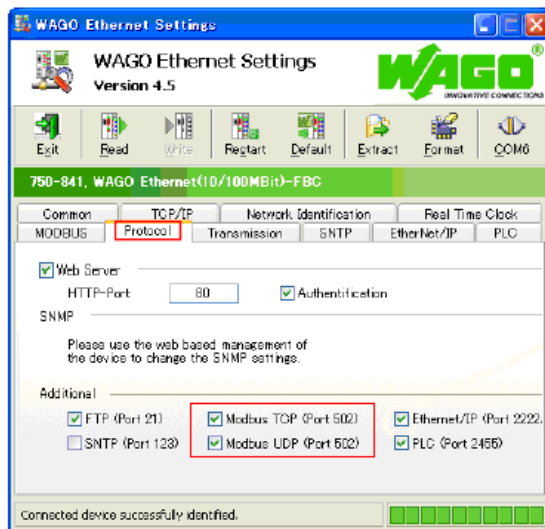 WAGO Ethernet Settings
WAGO Ethernet Settings
Version 4.5
WAGO®
INNOVATIVE CONNECTIONS
Exit Read Write Restart Default Extract Format COM6
750-841, WAGO Ethernet(10/100MBit)-FBC
Common TCP/IP Network Identification Real Time Clock
MODBUS Protocol Transmission SNTP EtherNet/IP PLC
Web Server
HTTP-Port 80 Authentification
SNMP
Please use the web based management of
the device to change the SNMP settings.
Additional
FTP (Port 21) Modbus TCP (Port 502) Ethernet/IP (Port 2222.
SNTP (Port 123) Modbus UDP (Port 502) PLC (Port 2455)
Connected device successfully identified.